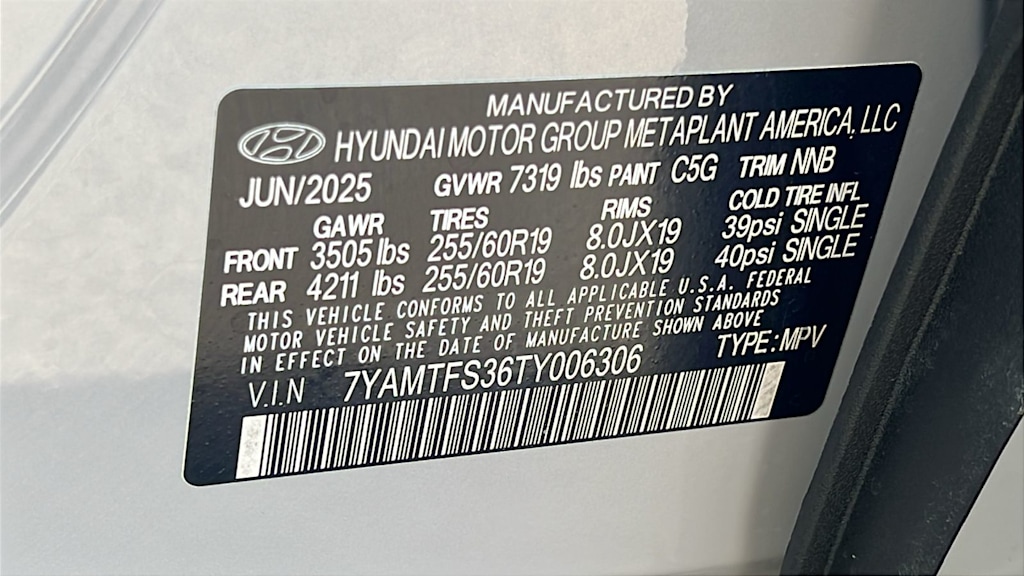 MANUFACTURED BY
HYUNDAI MOTOR GROUP METAPLANT AMERICA, LLC
JUN/2025 GVWR 7319 lbs PAINT C5G TRIM NNB
GAWR TIRES RIMS COLD TIRE INFL
FRONT 3505 lbs 255/60R19 8.0JX19 39psi SINGLE
REAR 4211 lbs 255/60R19 8.0JX19 40psi SINGLE
THIS VEHICLE CONFORMS TO ALL APPLICABLE U.S.A. FEDERAL
MOTOR VEHICLE SAFETY AND THEFT PREVENTION STANDARDS
IN EFFECT ON THE DATE OF MANUFACTURE SHOWN ABOVE
V.I.N 7YAMTFS36TY006306 TYPE: MPV